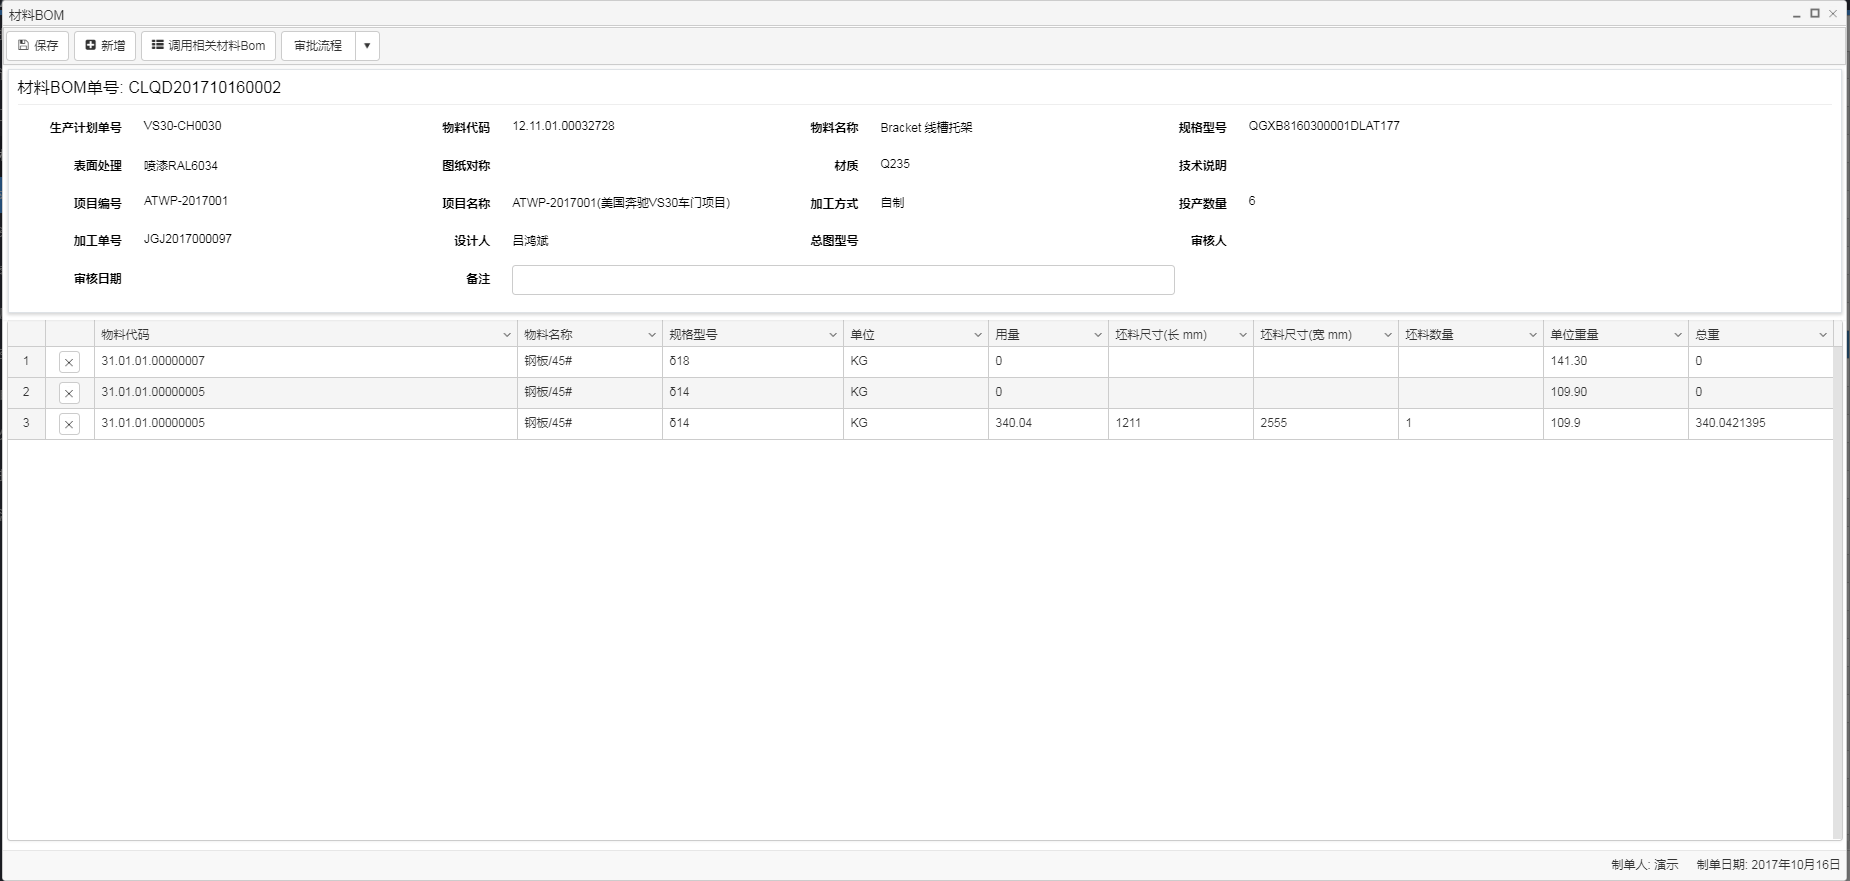 材料BOM
保存 新增 调用相关材料Bom 审批流程
材料BOM单号: CLQD201710160002
生产计划单号 VS30-CH0030 物料代码 12.11.01.00032728 物料名称 Bracket 线槽托架 规格型号 QGXB8160300001DLAT177
表面处理 喷漆RAL6034 图纸对称 材质 Q235 技术说明
项目编号 ATWP-2017001 项目名称 ATWP-2017001(美国奔驰VS30车门项目) 加工方式 自制 投产数量 6
加工单号 JGJ2017000097 设计人 吕鸿斌 总图型号 审核人
审核日期 备注
物料代码 物料名称 规格型号 单位 用量 坯料尺寸(长 mm) 坯料尺寸(宽 mm) 坯料数量 单位重量 总重
1 31.01.01.00000007 钢板/45# δ18 KG 0 141.30 0
2 31.01.01.00000005 钢板/45# δ14 KG 0 109.90 0
3 31.01.01.00000005 钢板/45# δ14 KG 340.04 1211 2555 1 109.9 340.0421395
制单人: 演示 制单日期: 2017年10月16日